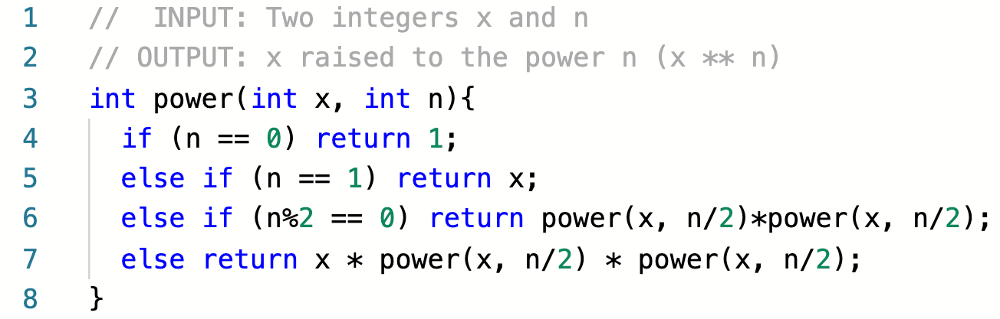 1 //  INPUT: Two integers x and n
2 // OUTPUT: x raised to the power n (x ** n)
3 int power(int x, int n){
4   if (n == 0) return 1;
5   else if (n == 1) return x;
6   else if (n%2 == 0) return power(x, n/2)*power(x, n/2);
7   else return x * power(x, n/2) * power(x, n/2);
8 }